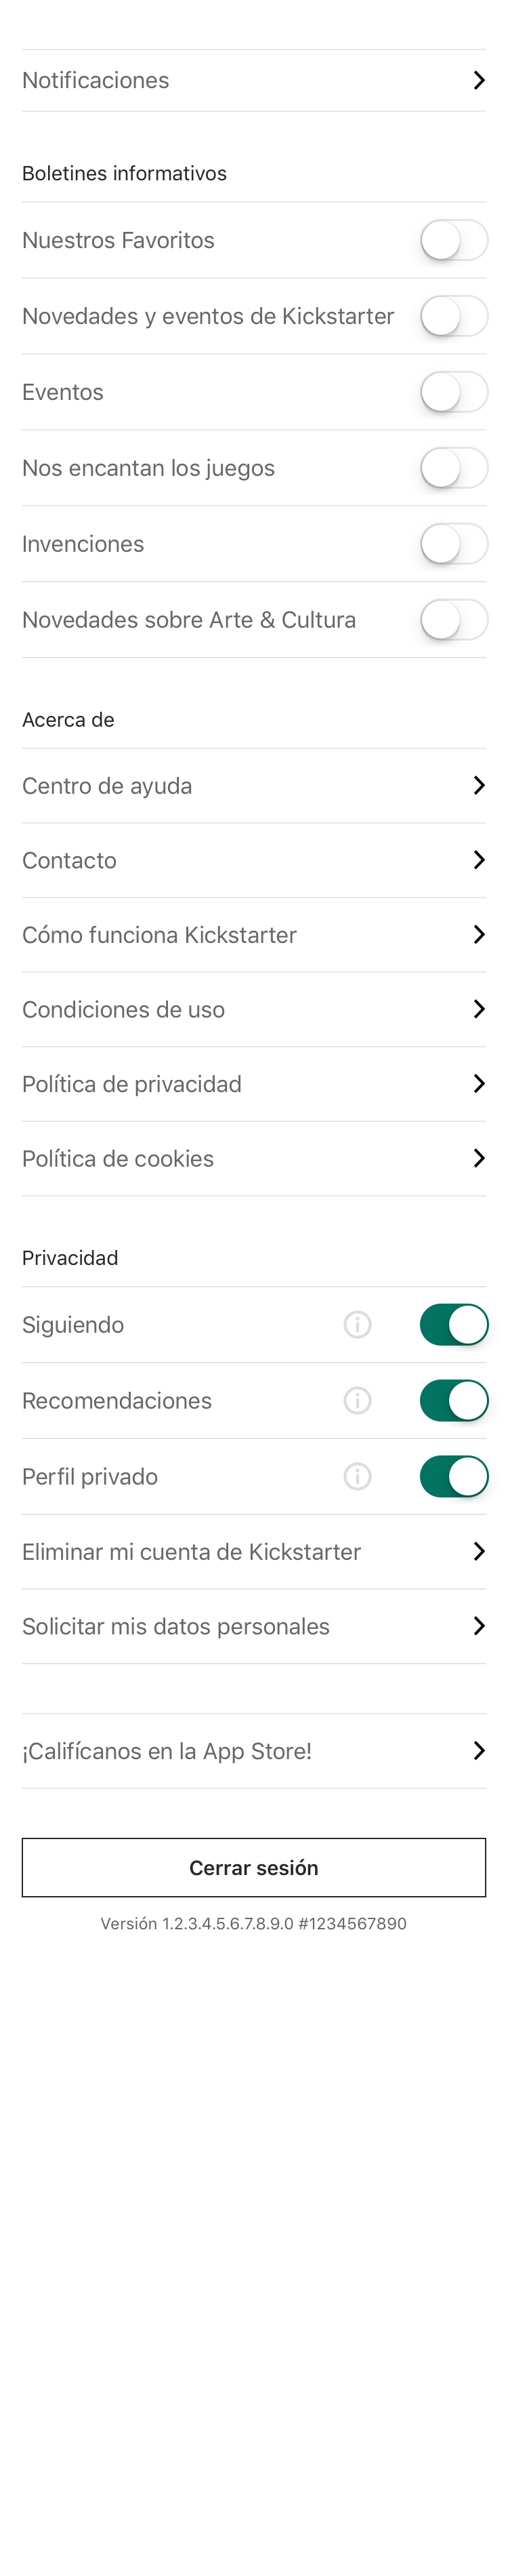 Notificaciones
Boletines informativos
Nuestros Favoritos
Novedades y eventos de Kickstarter
Eventos
Nos encantan los juegos
Invenciones
Novedades sobre Arte & Cultura
Acerca de
Centro de ayuda
Contacto
Cómo funciona Kickstarter
Condiciones de uso
Política de privacidad
Política de cookies
Privacidad
Siguiendo
Recomendaciones
Perfil privado
Eliminar mi cuenta de Kickstarter
Solicitar mis datos personales
¡Califícanos en la App Store!
Cerrar sesión
Versión 1.2.3.4.5.6.7.8.9.0 #1234567890